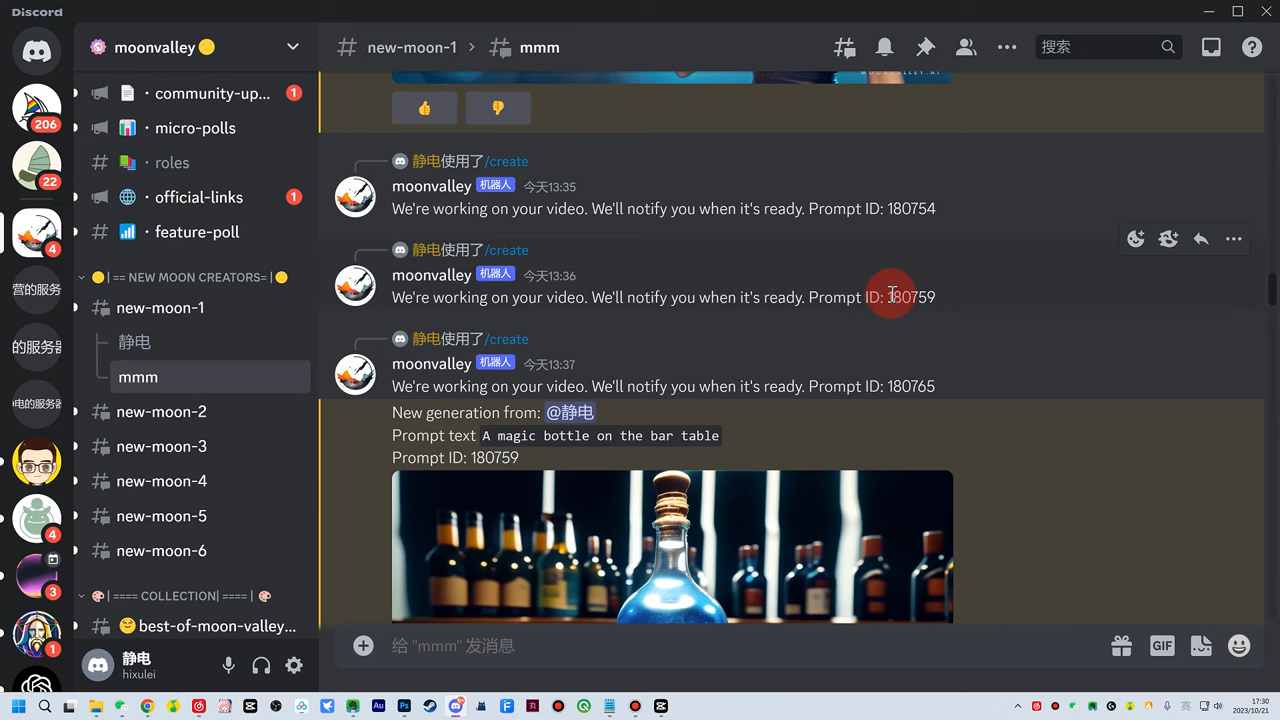 Discord
moonvalley
new-moon-1
mmm
搜索
community-up...
1
micro-polls
roles
official-links
1
feature-poll
| == NEW MOON CREATORS= |
new-moon-1
静电
mmm
new-moon-2
new-moon-3
new-moon-4
new-moon-5
new-moon-6
| ==== COLLECTION| ==== |
best-of-moon-valley...
静电
hixulei
206
22
4
营的服务
的服务器
电的服务器
4
3
1
MOONVALLEY.AI
静电使用了/create
moonvalley 机器人 今天13:35
We're working on your video. We'll notify you when it's ready. Prompt ID: 180754
静电使用了/create
moonvalley 机器人 今天13:36
We're working on your video. We'll notify you when it's ready. Prompt ID: 180759
静电使用了/create
moonvalley 机器人 今天13:37
We're working on your video. We'll notify you when it's ready. Prompt ID: 180765
New generation from: @静电
Prompt text A magic bottle on the bar table
Prompt ID: 180759
给 "mmm" 发消息
GIF
Au
Ps
英
17:30
2023/10/21